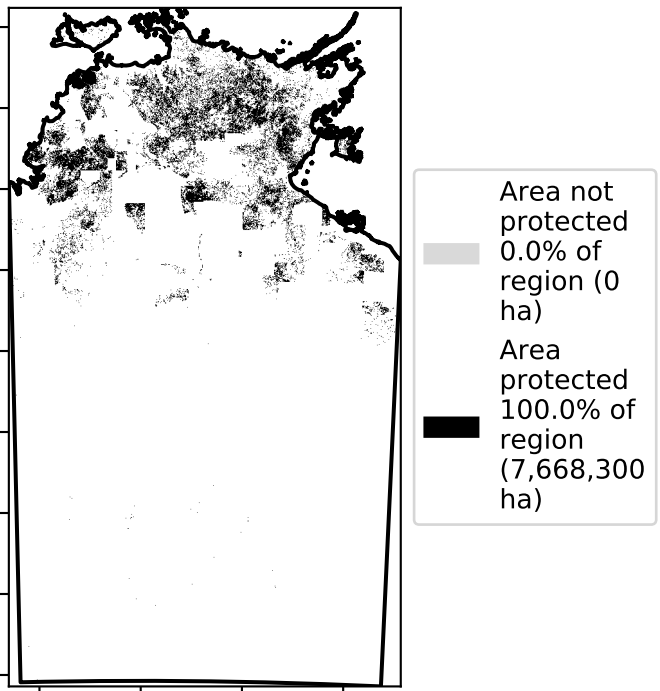 Area not
protected
0.0% of
region (0
ha)
Area
protected
100.0% of
region
(7,668,300
ha)